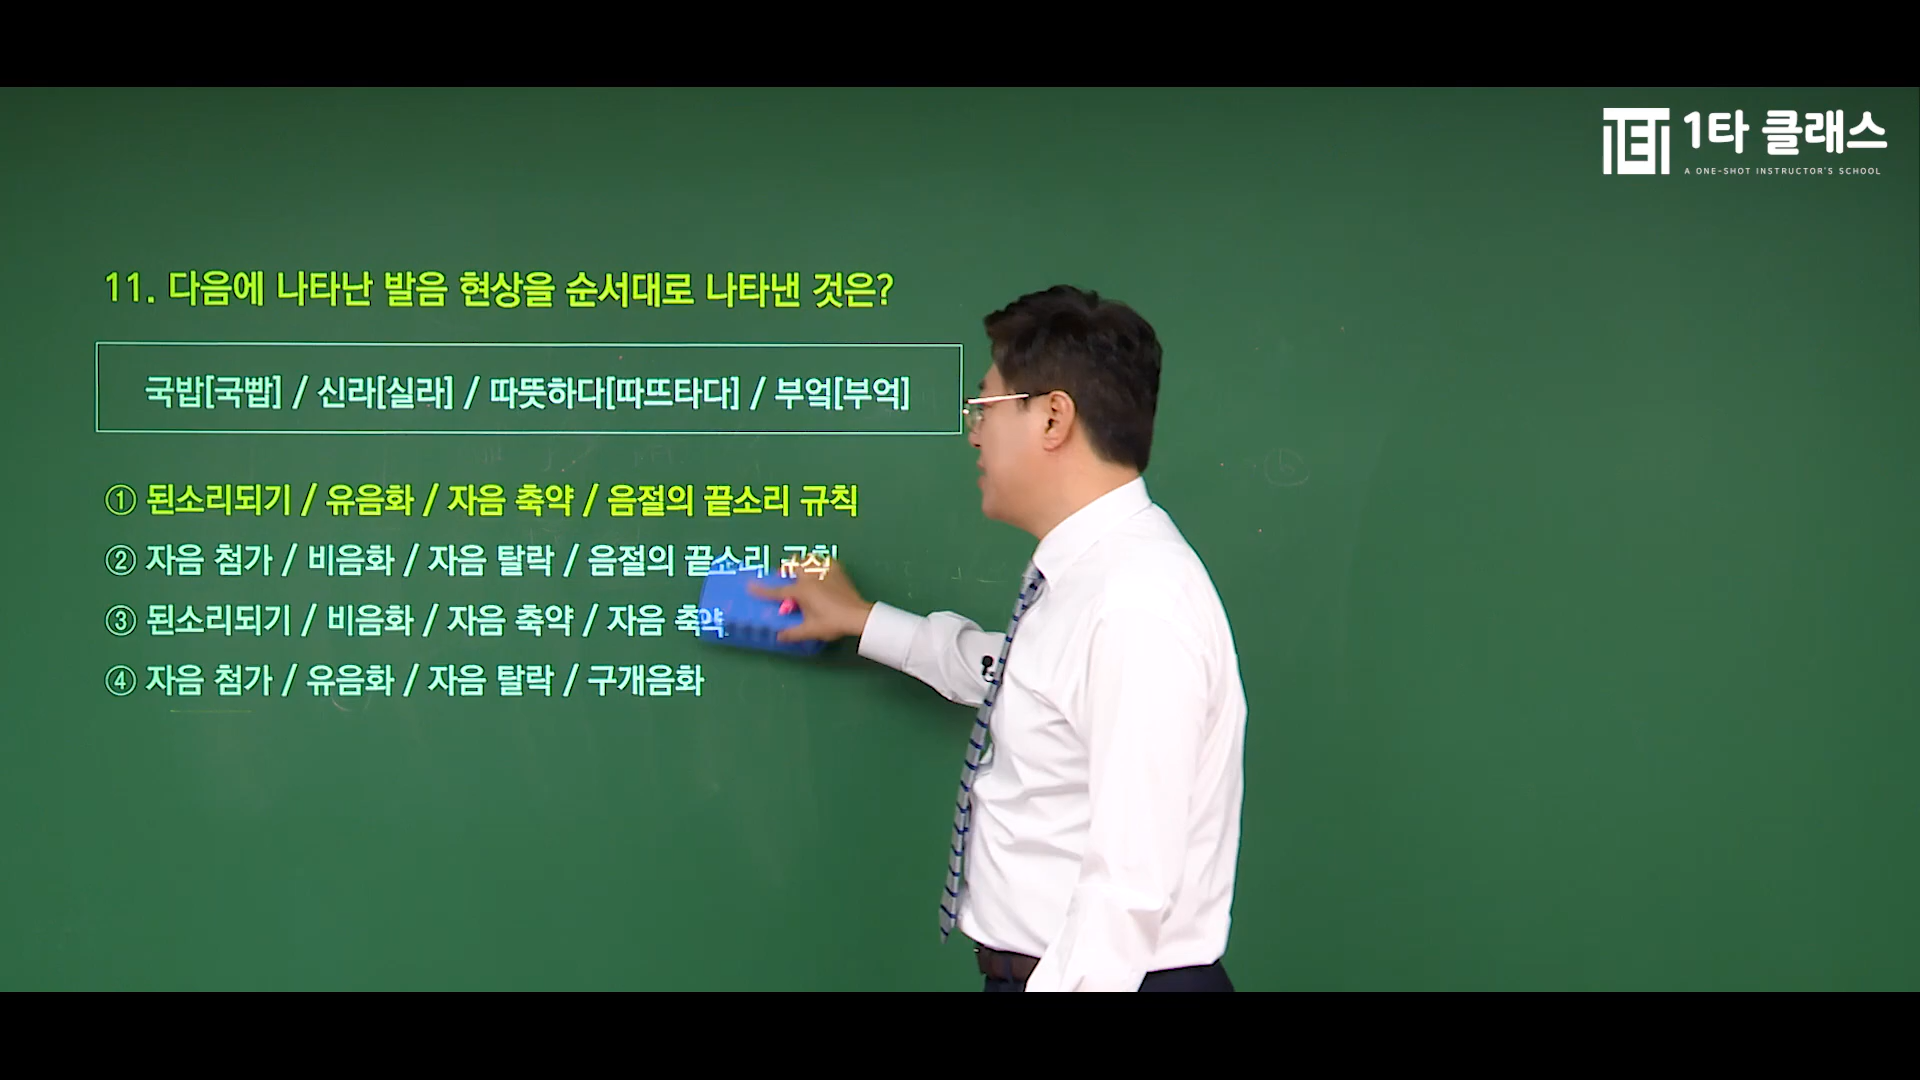 1타 클래스
A ONE-SHOT INSTRUCTOR'S SCHOOL
11. 다음에 나타난 발음 현상을 순서대로 나타낸 것은?
국밥[국빱] / 신라[실라] / 따뜻하다[따뜨타다] / 부엌[부억]
① 된소리되기 / 유음화 / 자음 축약 / 음절의 끝소리 규칙
② 자음 첨가 / 비음화 / 자음 탈락 / 음절의 끝소리 규칙
③ 된소리되기 / 비음화 / 자음 축약 / 자음 축약
④ 자음 첨가 / 유음화 / 자음 탈락 / 구개음화